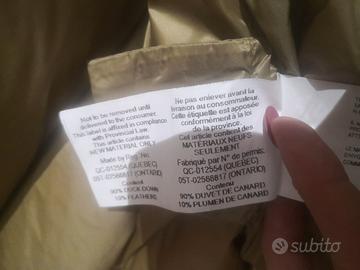 Not to be removed until
delivered to the consumer.
This label is affixed in compliance
with Provincial Law.
This article contains
NEW MATERIAL ONLY
Made by Reg. No.
QC-012554 (QUEBEC)
05T-02566817 (ONTARIO)
Content
90% DUCK DOWN
10% FEATHERS
Ne pas enlever avant la
livraison au consommateur.
Cette étiquette est apposée
conformément à la loi
de la province.
Cet article contient des
MATÉRIAUX NEUFS
SEULEMENT
Fabriqué par N° de permis:
QC-012554 (QUEBEC)
05T-02566817 (ONTARIO)
Contenu
90% DUVET DE CANARD
10% PLUMEN DE CANARD
subito